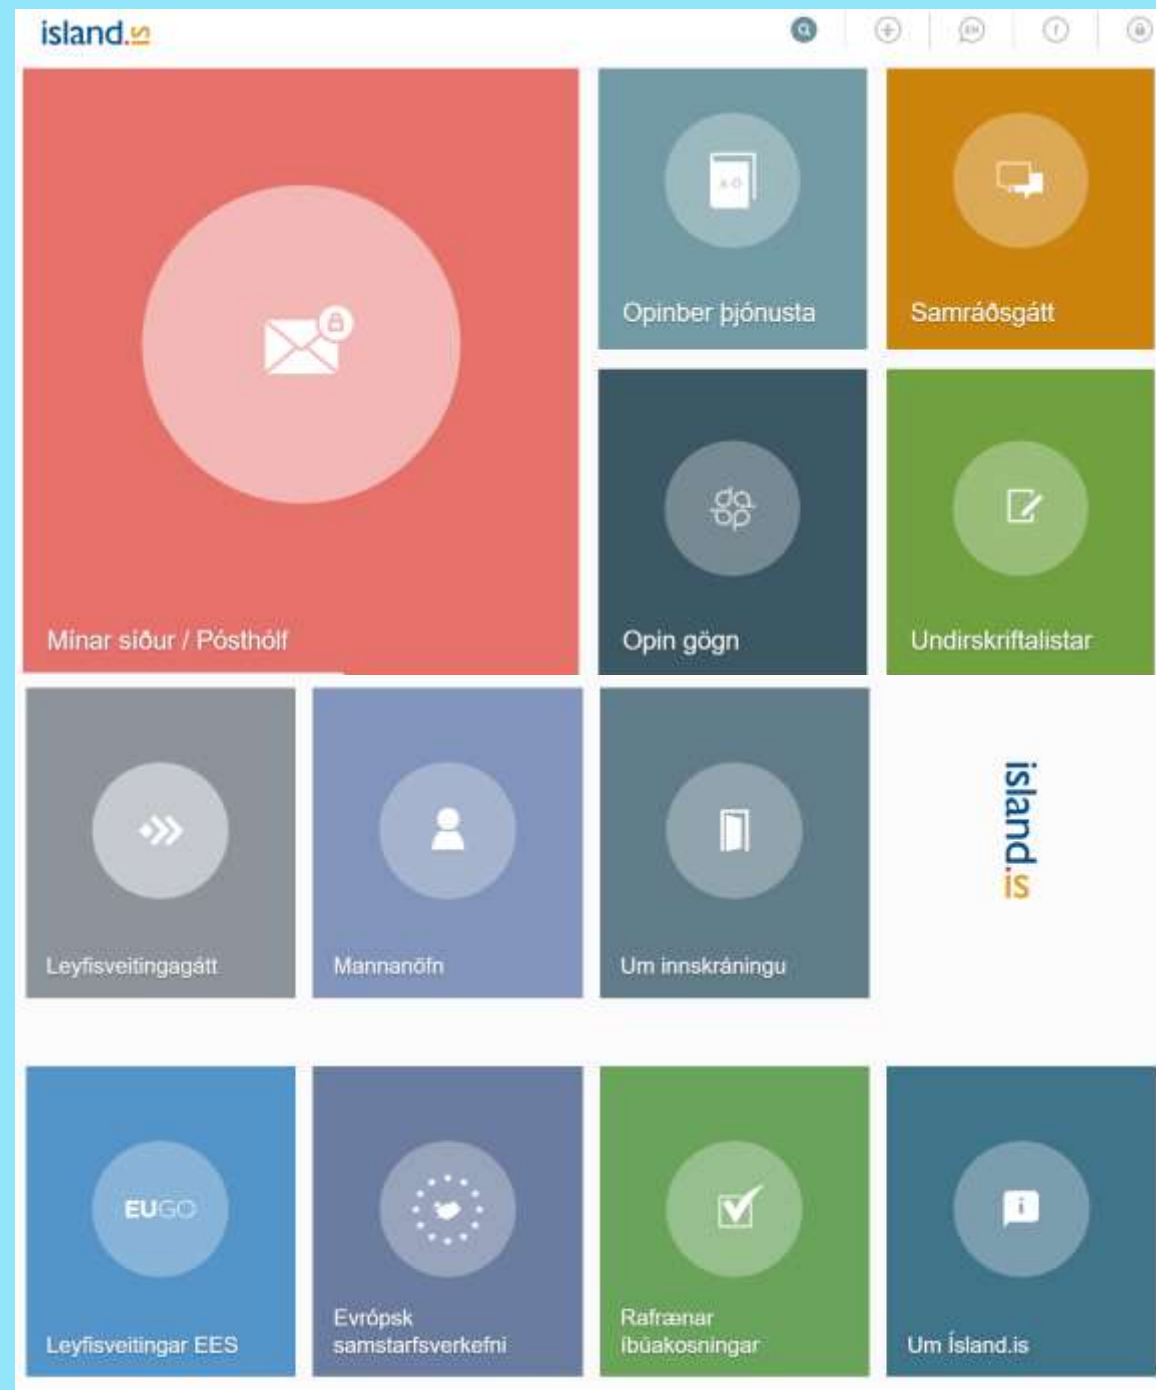 island.is
EN
f
A-Ö
Opinber þjónusta
Samráðsgátt
Mínar síður / Pósthólf
Opin gögn
Undirskriftalistar
Leyfisveitingagátt
Mannanöfn
Um innskráningu
island.is
EUGO
Leyfisveitingar EES
Evrópsk
samstarfsverkefni
Rafrænar
íbúakosningar
i
Um Ísland.is